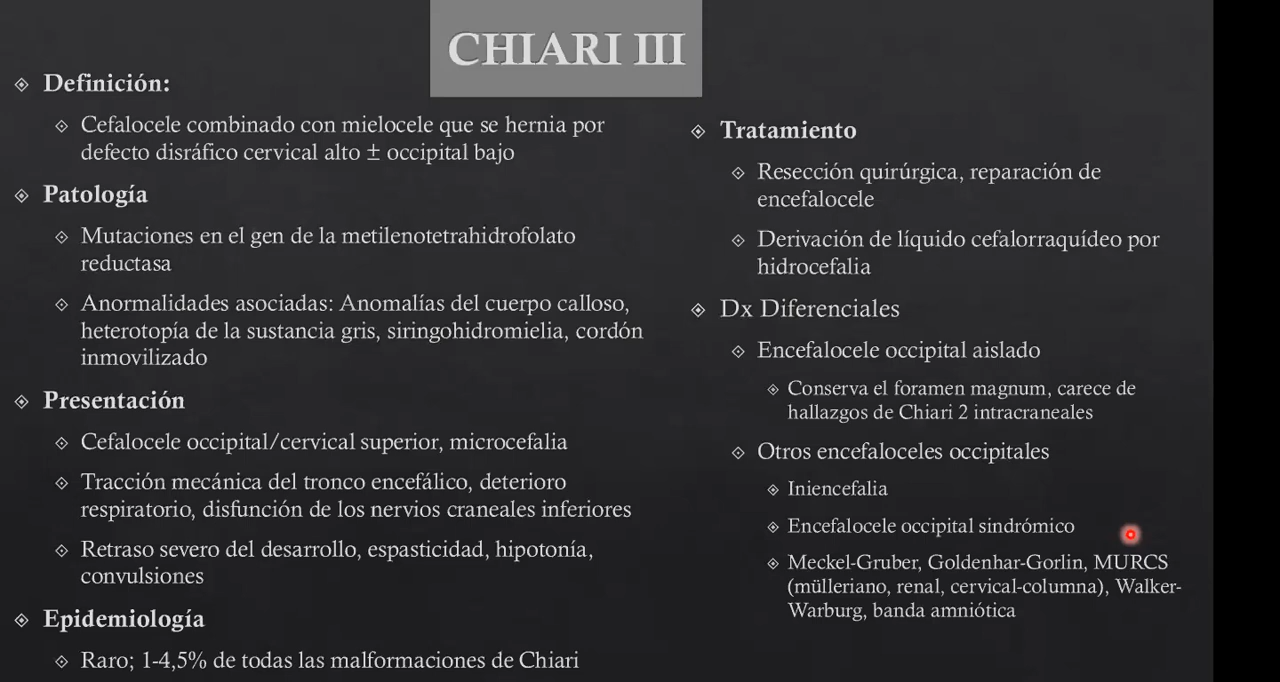 CHIARI III
Definición:
Cefalocele combinado con mielocele que se hernia por
defecto disráfico cervical alto ± occipital bajo
Patología
Mutaciones en el gen de la metilenotetrahidrofolato
reductasa
Anormalidades asociadas: Anomalías del cuerpo calloso,
heterotopía de la sustancia gris, siringohidromielia, cordón
inmovilizado
Presentación
Cefalocele occipital/cervical superior, microcefalia
Tracción mecánica del tronco encefálico, deterioro
respiratorio, disfunción de los nervios craneales inferiores
Retraso severo del desarrollo, espasticidad, hipotonía,
convulsiones
Epidemiología
Raro; 1-4,5% de todas las malformaciones de Chiari
Tratamiento
Resección quirúrgica, reparación de
encefalocele
Derivación de líquido cefalorraquídeo por
hidrocefalia
Dx Diferenciales
Encefalocele occipital aislado
Conserva el foramen magnum, carece de
hallazgos de Chiari 2 intracraneales
Otros encefaloceles occipitales
Iniencefalia
Encefalocele occipital sindrómico
Meckel-Gruber, Goldenhar-Gorlin, MURCS
(mülleriano, renal, cervical-columna), Walker-
Warburg, banda amniótica